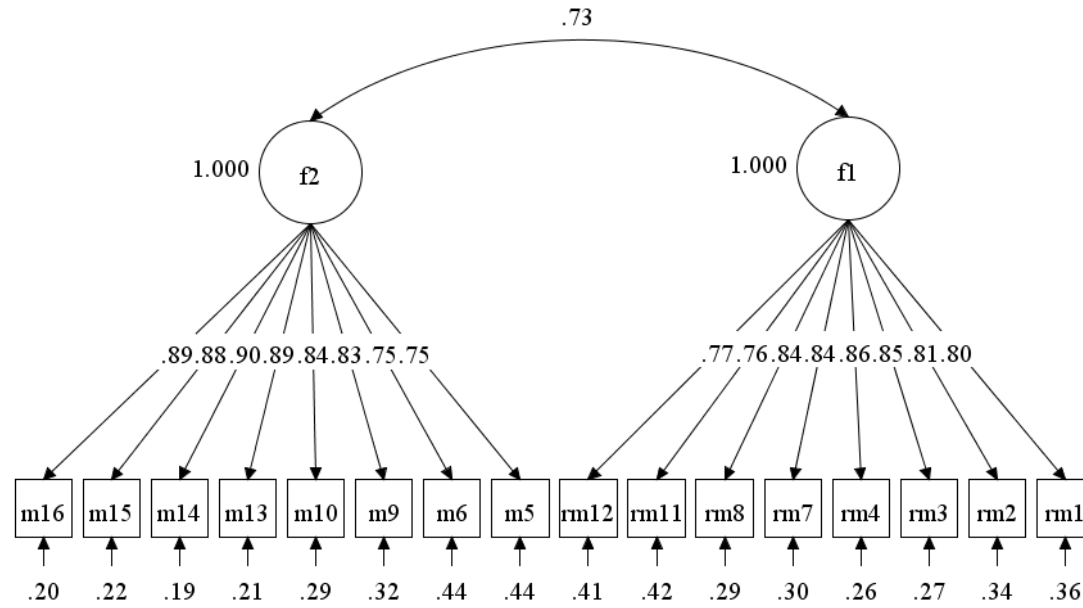 .73
1.000 f2 1.000 f1
.89 .88 .90 .89 .84 .83 .75 .75 .77 .76 .84 .84 .86 .85 .81 .80
m16 m15 m14 m13 m10 m9 m6 m5 rm12 rm11 rm8 rm7 rm4 rm3 rm2 rm1
.20 .22 .19 .21 .29 .32 .44 .44 .41 .42 .29 .30 .26 .27 .34 .36